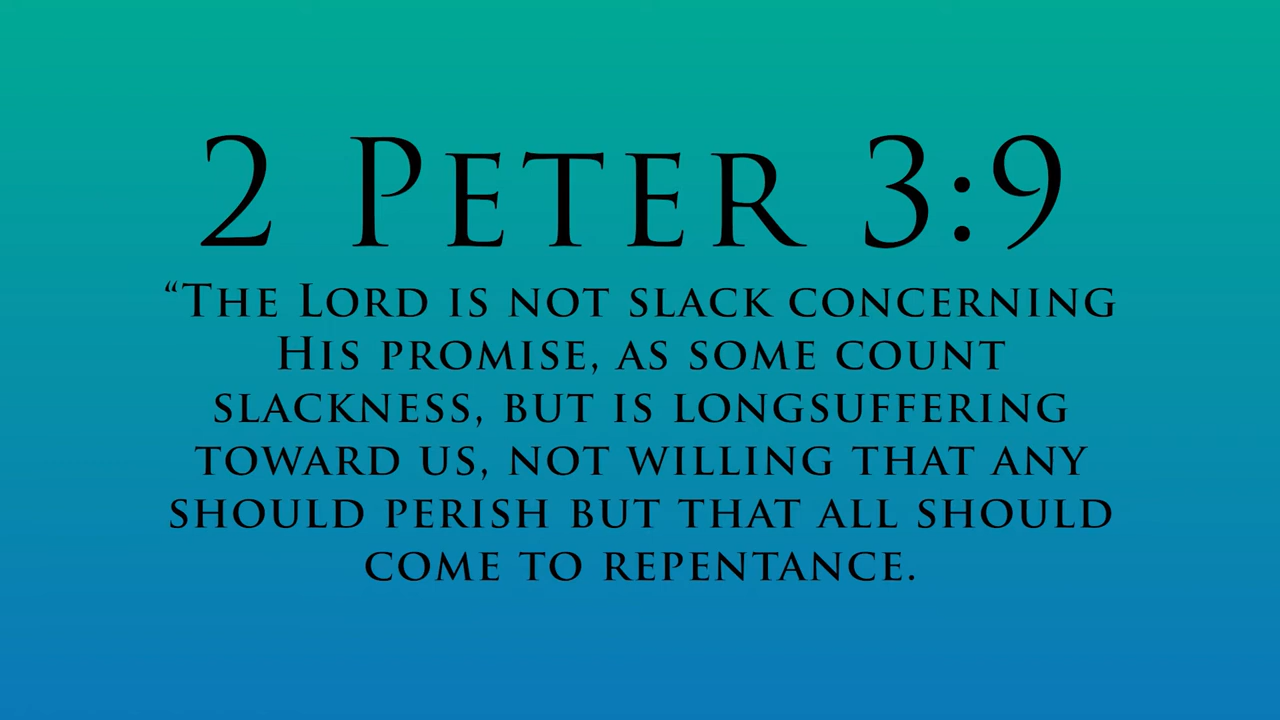 2 Peter 3:9
“The Lord is not slack concerning
His promise, as some count
slackness, but is longsuffering
toward us, not willing that any
should perish but that all should
come to repentance.